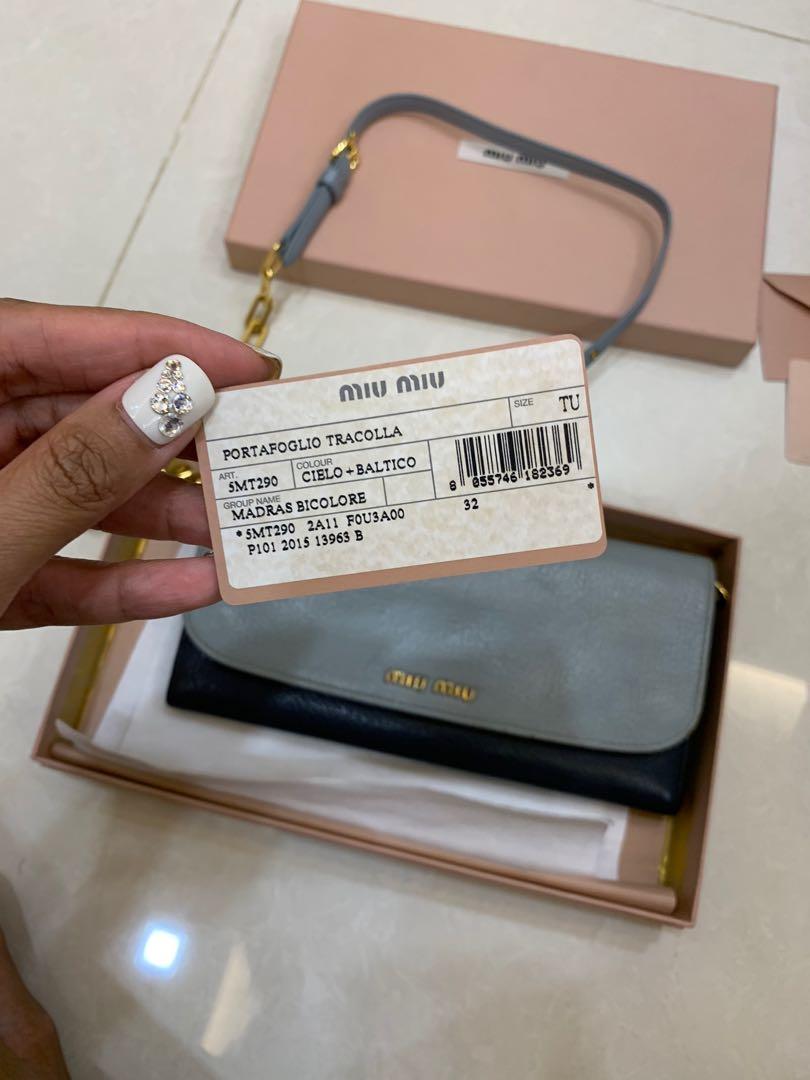 miu miu
miu miu
PORTAFOGLIO TRACOLLA
SIZE TU
ART. 5MT290
COLOUR CIELO+BALTICO
GROUP NAME MADRAS BICOLORE
8 055746 182369
* 5MT290 2A11 F0U3A00 32 *
P101 2015 13963 B
miu miu